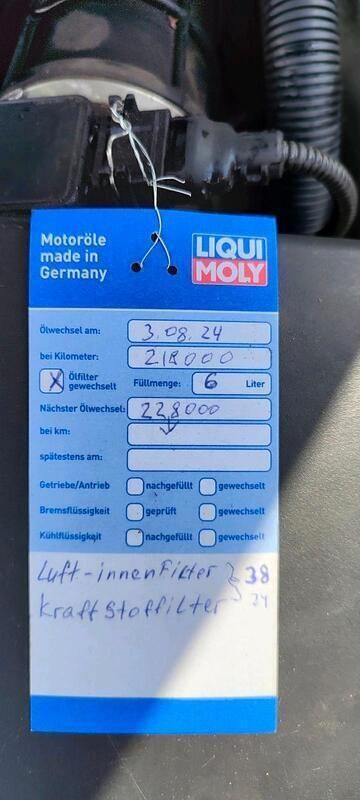 Motoröle
made in
Germany
LIQUI
MOLY
Ölwechsel am: 3.08.24
bei Kilometer: 218000
X Ölfilter gewechselt Füllmenge: 6 Liter
Nächster Ölwechsel: 228000
bei km:
spätestens am:
Getriebe/Antrieb nachgefüllt gewechselt
Bremsflüssigkeit geprüft gewechselt
Kühlflüssigkeit nachgefüllt gewechselt
Luft-innenFilter } 38
Kraftstoffilter